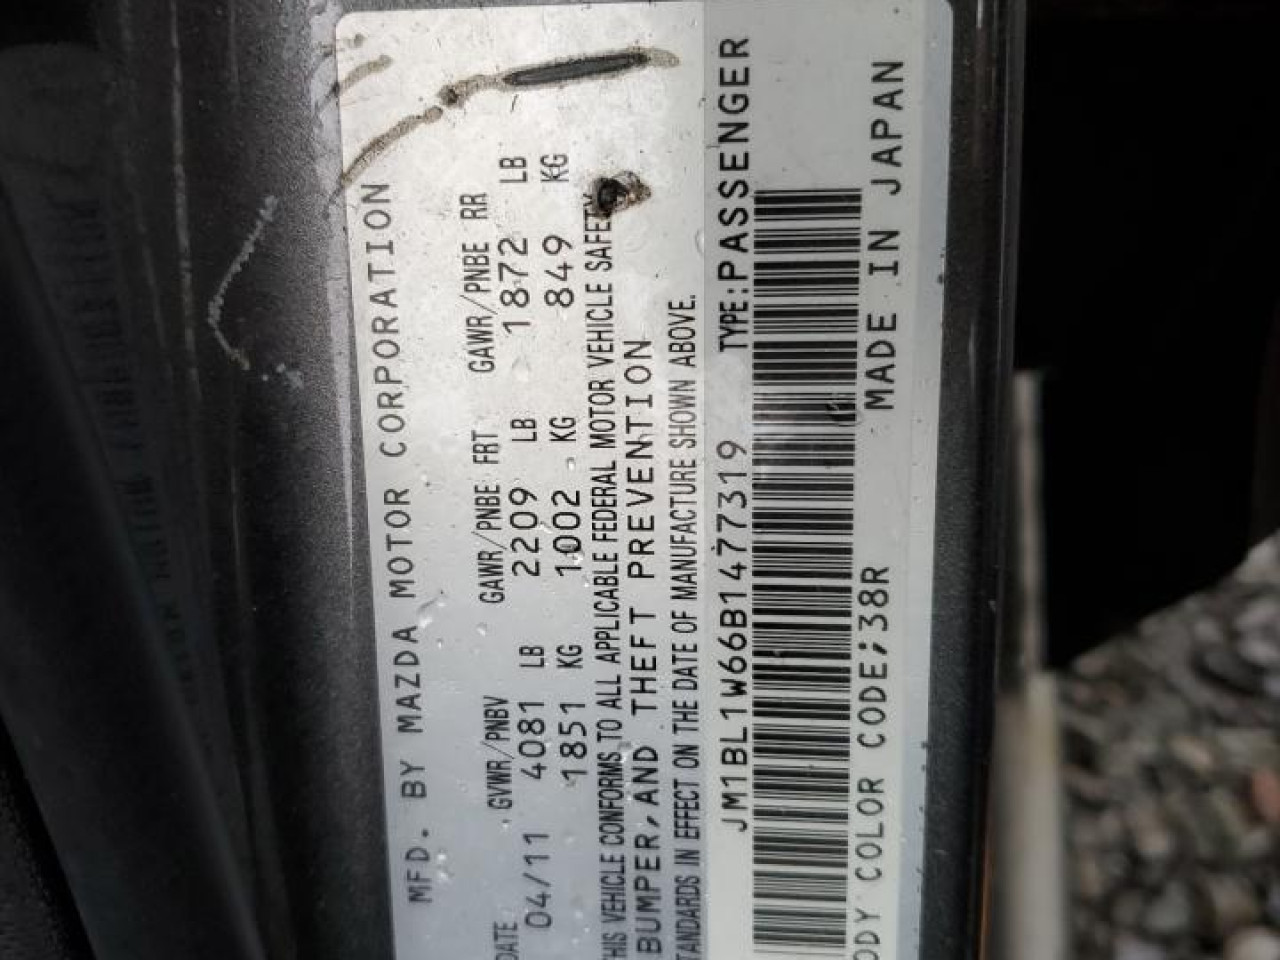 MFD. BY MAZDA MOTOR CORPORATION
DATE GVWR/PNBV GAWR/PNBE FRT GAWR/PNBE RR
04/11 4081 LB 2209 LB 1872 LB
1851 KG 1002 KG 849 KG
THIS VEHICLE CONFORMS TO ALL APPLICABLE FEDERAL MOTOR VEHICLE SAFETY
BUMPER, AND THEFT PREVENTION
STANDARDS IN EFFECT ON THE DATE OF MANUFACTURE SHOWN ABOVE.
JM1BL1W66B1477319 TYPE:PASSENGER
ODY COLOR CODE;38R MADE IN JAPAN